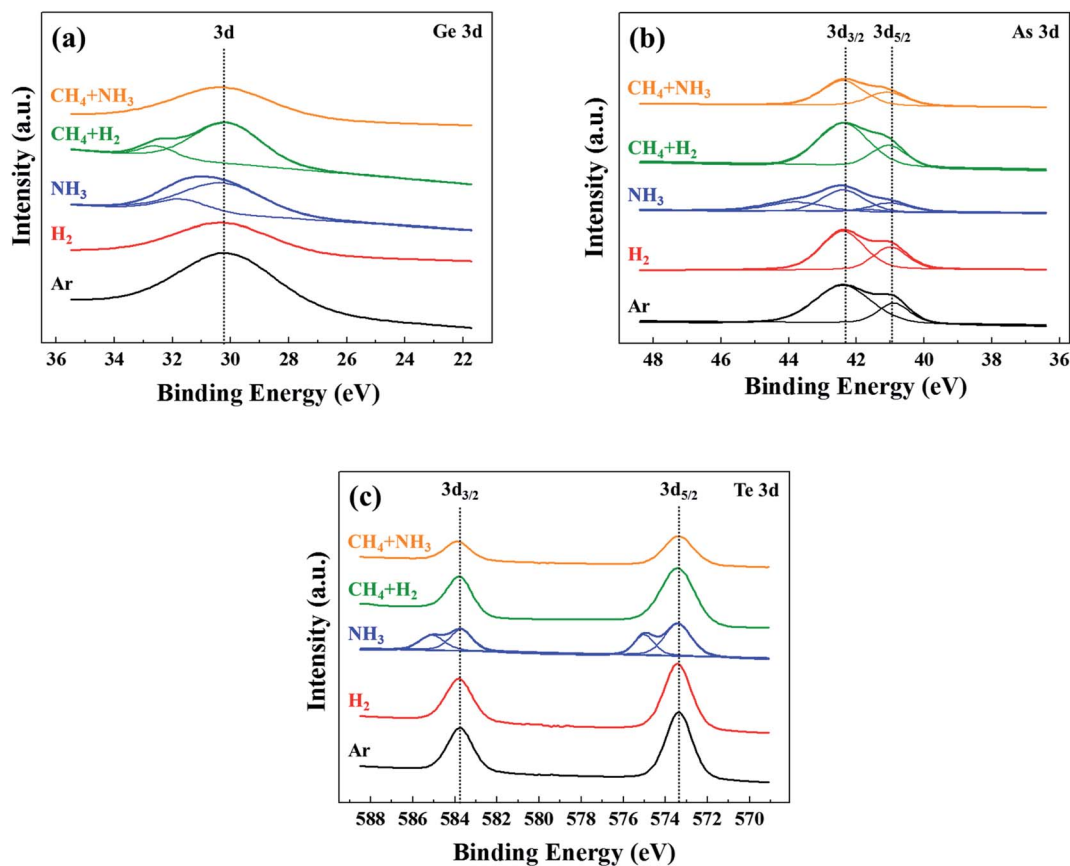 (a) 3d Ge 3d
CH₄+NH₃
CH₄+H₂
NH₃
H₂
Ar
Intensity (a.u.)
36 34 32 30 28 26 24 22
Binding Energy (eV)
(b) 3d₃/₂ 3d₅/₂ As 3d
CH₄+NH₃
CH₄+H₂
NH₃
H₂
Ar
Intensity (a.u.)
48 46 44 42 40 38 36
Binding Energy (eV)
(c) 3d₃/₂ 3d₅/₂ Te 3d
CH₄+NH₃
CH₄+H₂
NH₃
H₂
Ar
Intensity (a.u.)
588 586 584 582 580 578 576 574 572 570
Binding Energy (eV)